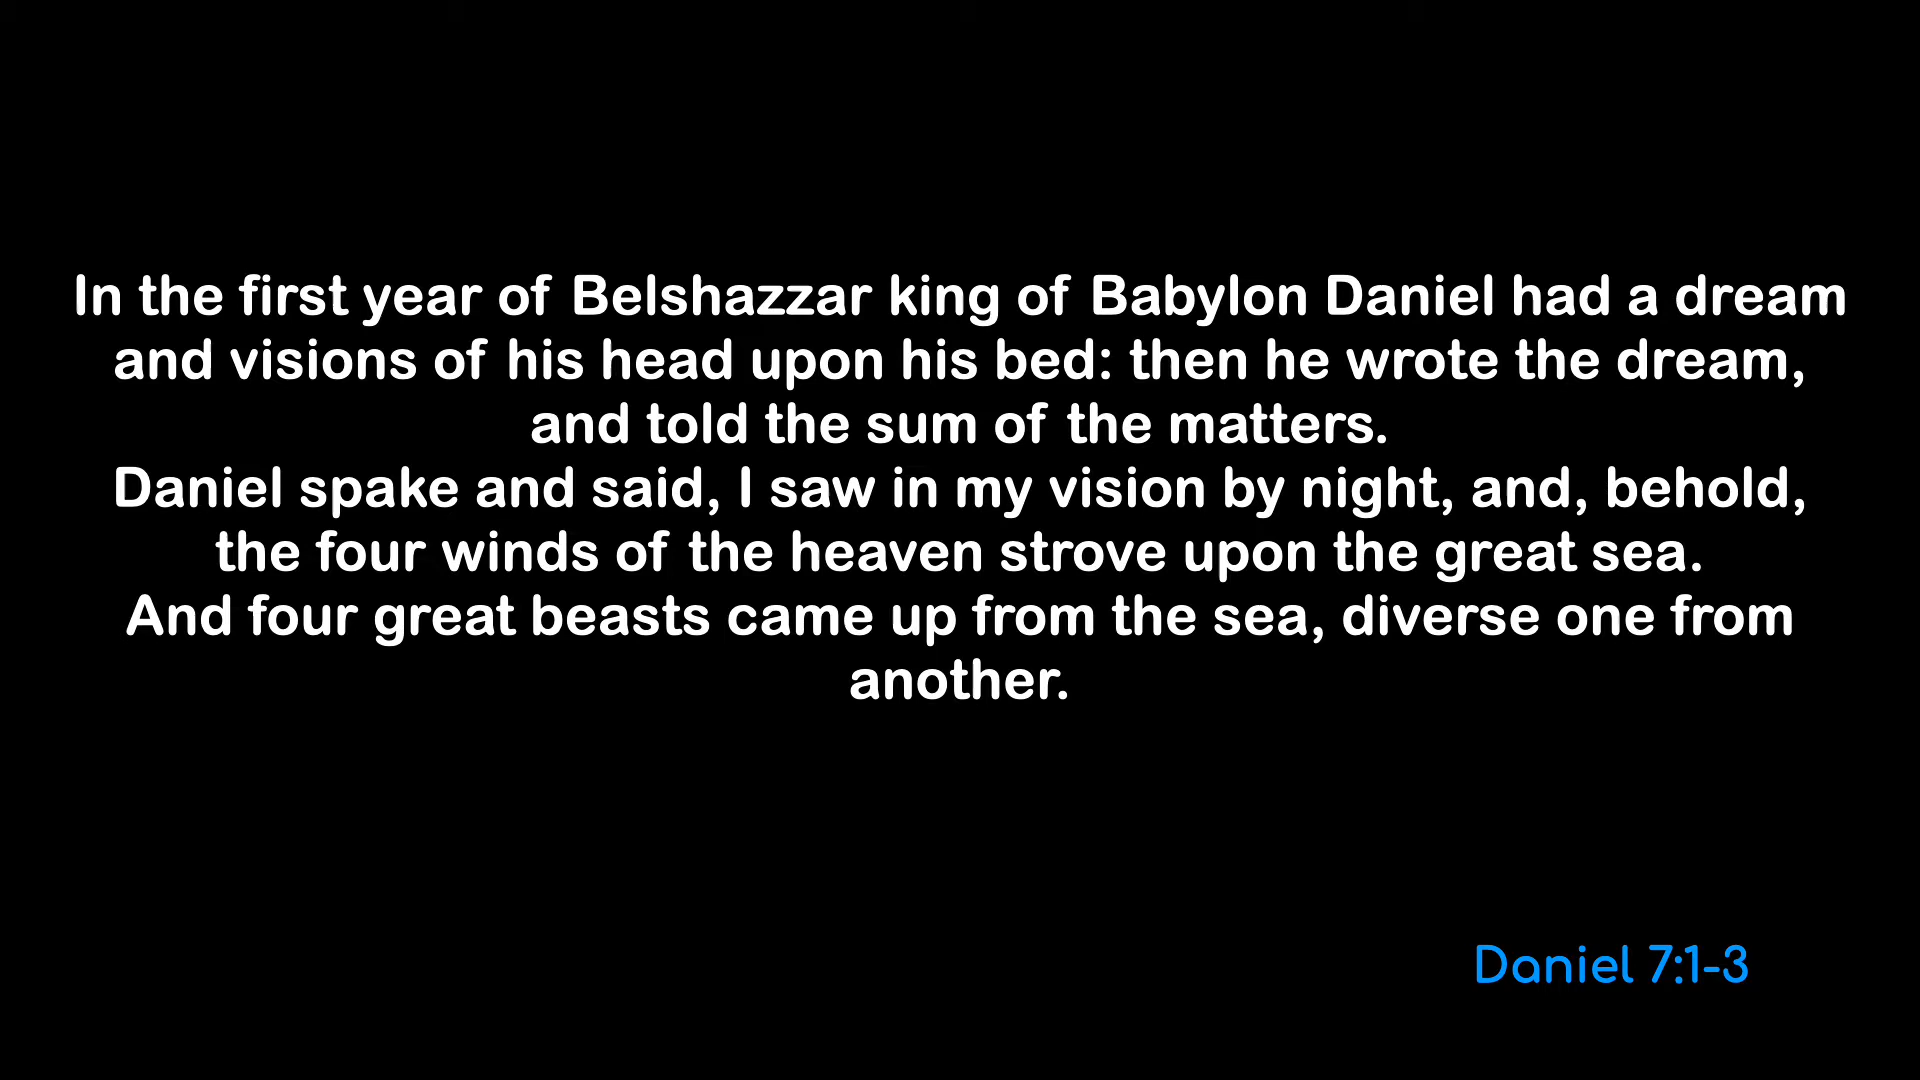 In the first year of Belshazzar king of Babylon Daniel had a dream
and visions of his head upon his bed: then he wrote the dream,
and told the sum of the matters.
Daniel spake and said, I saw in my vision by night, and, behold,
the four winds of the heaven strove upon the great sea.
And four great beasts came up from the sea, diverse one from
another.
Daniel 7:1-3